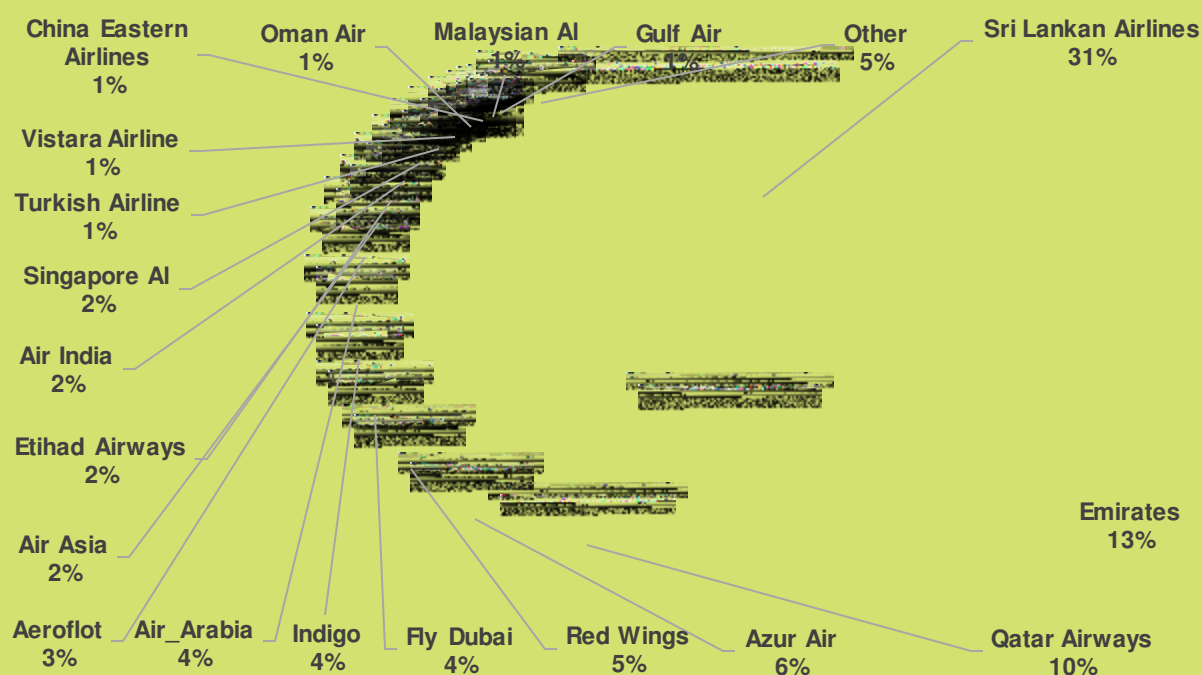 China Eastern
Airlines
1%
Oman Air
1%
Malaysian Al
1%
Gulf Air
1%
Other
5%
Sri Lankan Airlines
31%
Vistara Airline
1%
Turkish Airline
1%
Singapore Al
2%
Air India
2%
Etihad Airways
2%
Air Asia
2%
Emirates
13%
Aeroflot
3%
Air_Arabia
4%
Indigo
4%
Fly Dubai
4%
Red Wings
5%
Azur Air
6%
Qatar Airways
10%